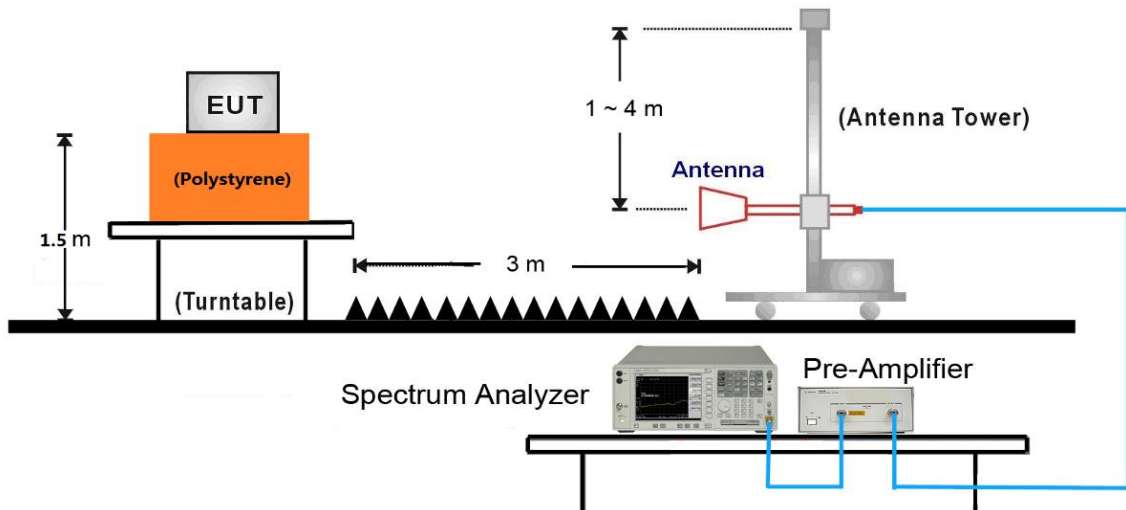 EUT
(Polystyrene)
1.5 m
(Turntable)
3 m
1 ~ 4 m
Antenna
(Antenna Tower)
Spectrum Analyzer
Pre-Amplifier